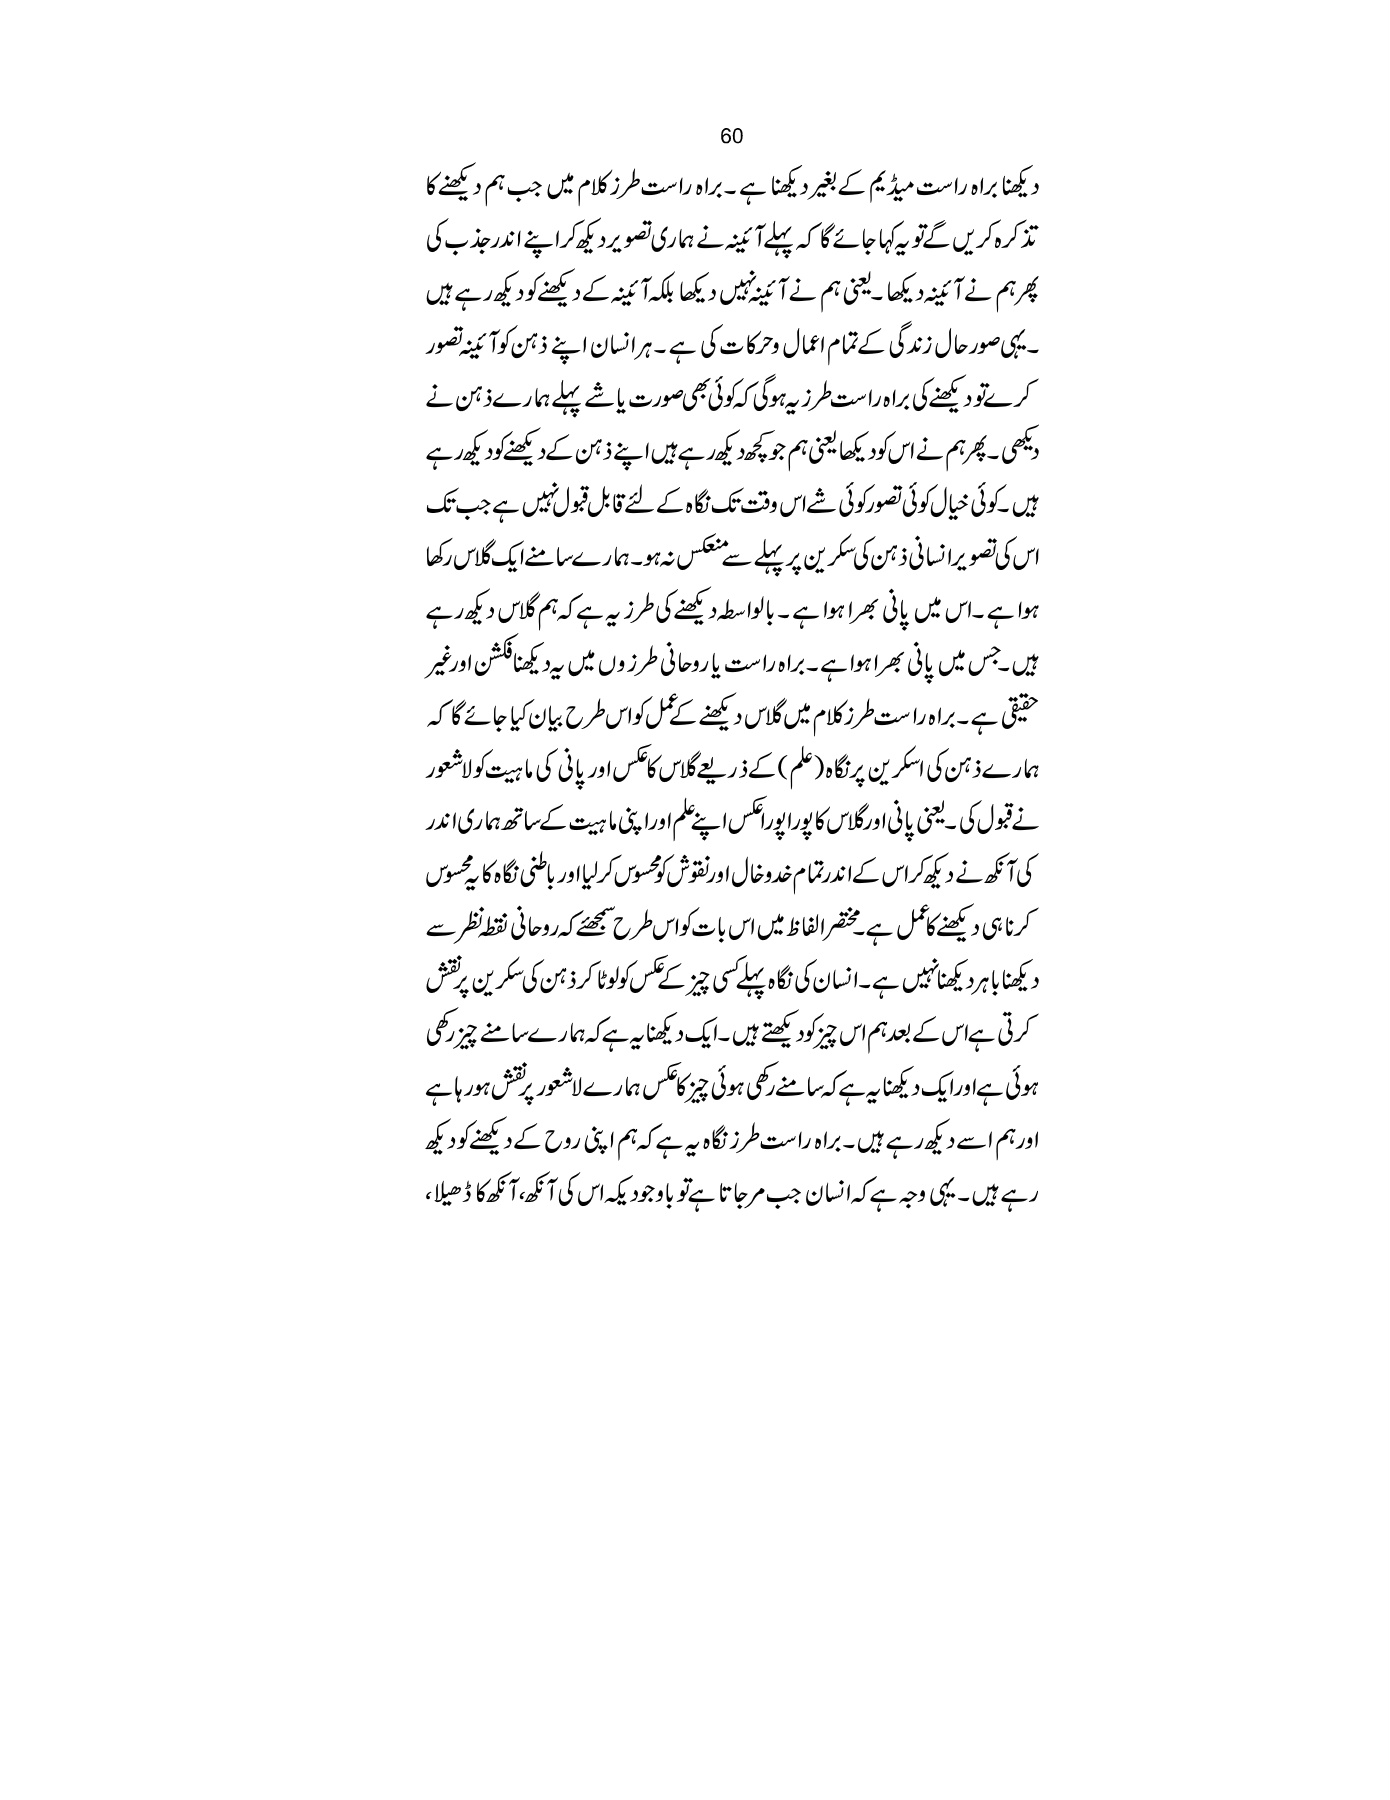 60
دیکھنا براہ راست میڈیم کے بغیر دیکھنا ہے ۔ براہ راست طرز کلام میں جب ہم دیکھنے کا
تذکرہ کریں گے تو یہ کہا جائے گا کہ پہلے آئینہ نے ہماری تصویر دیکھ کر اپنے اندر جذب کی
پھر ہم نے آئینہ دیکھا ۔ یعنی ہم نے آئینہ نہیں دیکھا بلکہ آئینہ کے دیکھنے کو دیکھ رہے ہیں
۔ یہی صور حال زندگی کے تمام اعمال و حرکات کی ہے ۔ ہر انسان اپنے ذہن کو آئینہ تصور
کرے تو دیکھنے کی براہ راست طرز یہ ہوگی کہ کوئی بھی صورت یا شے پہلے ہمارے ذہن نے
دیکھی ۔ پھر ہم نے اس کو دیکھا یعنی ہم جو کچھ دیکھ رہے ہیں اپنے ذہن کے دیکھنے کو دیکھ رہے
ہیں ۔ کوئی خیال کوئی تصور کوئی شے اس وقت تک نگاہ کے لئے قابل قبول نہیں ہے جب تک
اس کی تصویر انسانی ذہن کی سکرین پر پہلے سے منعکس نہ ہو ۔ ہمارے سامنے ایک گلاس رکھا
ہوا ہے ۔ اس میں پانی بھرا ہوا ہے ۔ بالواسطہ دیکھنے کی طرز یہ ہے کہ ہم گلاس دیکھ رہے
ہیں ۔ جس میں پانی بھرا ہوا ہے ۔ براہ راست یا روحانی طرزوں میں یہ دیکھنا فکشن اور غیر
حقیقی ہے ۔ براہ راست طرز کلام میں گلاس دیکھنے کے عمل کو اس طرح بیان کیا جائے گا کہ
ہمارے ذہن کی اسکرین پر نگاہ (علم) کے ذریعے گلاس کا عکس اور پانی کی ماہیت کو لاشعور
نے قبول کی ۔ یعنی پانی اور گلاس کا پورا پورا عکس اپنے علم اور اپنی ماہیت کے ساتھ ہماری اندر
کی آنکھ نے دیکھ کر اس کے اندر تمام خدوخال اور نقوش کو محسوس کر لیا اور باطنی نگاہ کا یہ محسوس
کرنا ہی دیکھنے کا عمل ہے ۔ مختصر الفاظ میں اس بات کو اس طرح سمجھئے کہ روحانی نقطہ نظر سے
دیکھنا باہر دیکھنا نہیں ہے ۔ انسان کی نگاہ پہلے کسی چیز کے عکس کو لوٹا کر ذہن کی سکرین پر نقش
کرتی ہے اس کے بعد ہم اس چیز کو دیکھتے ہیں ۔ ایک دیکھنا یہ ہے کہ ہمارے سامنے چیز رکھی
ہوئی ہے اور ایک دیکھنا یہ ہے کہ سامنے رکھی ہوئی چیز کا عکس ہمارے لاشعور پر نقش ہو رہا ہے
اور ہم اسے دیکھ رہے ہیں ۔ براہ راست طرز نگاہ یہ ہے کہ ہم اپنی روح کے دیکھنے کو دیکھ
رہے ہیں ۔ یہی وجہ ہے کہ انسان جب مر جاتا ہے تو باوجود یکہ اس کی آنکھ، آنکھ کا ڈھیلا،